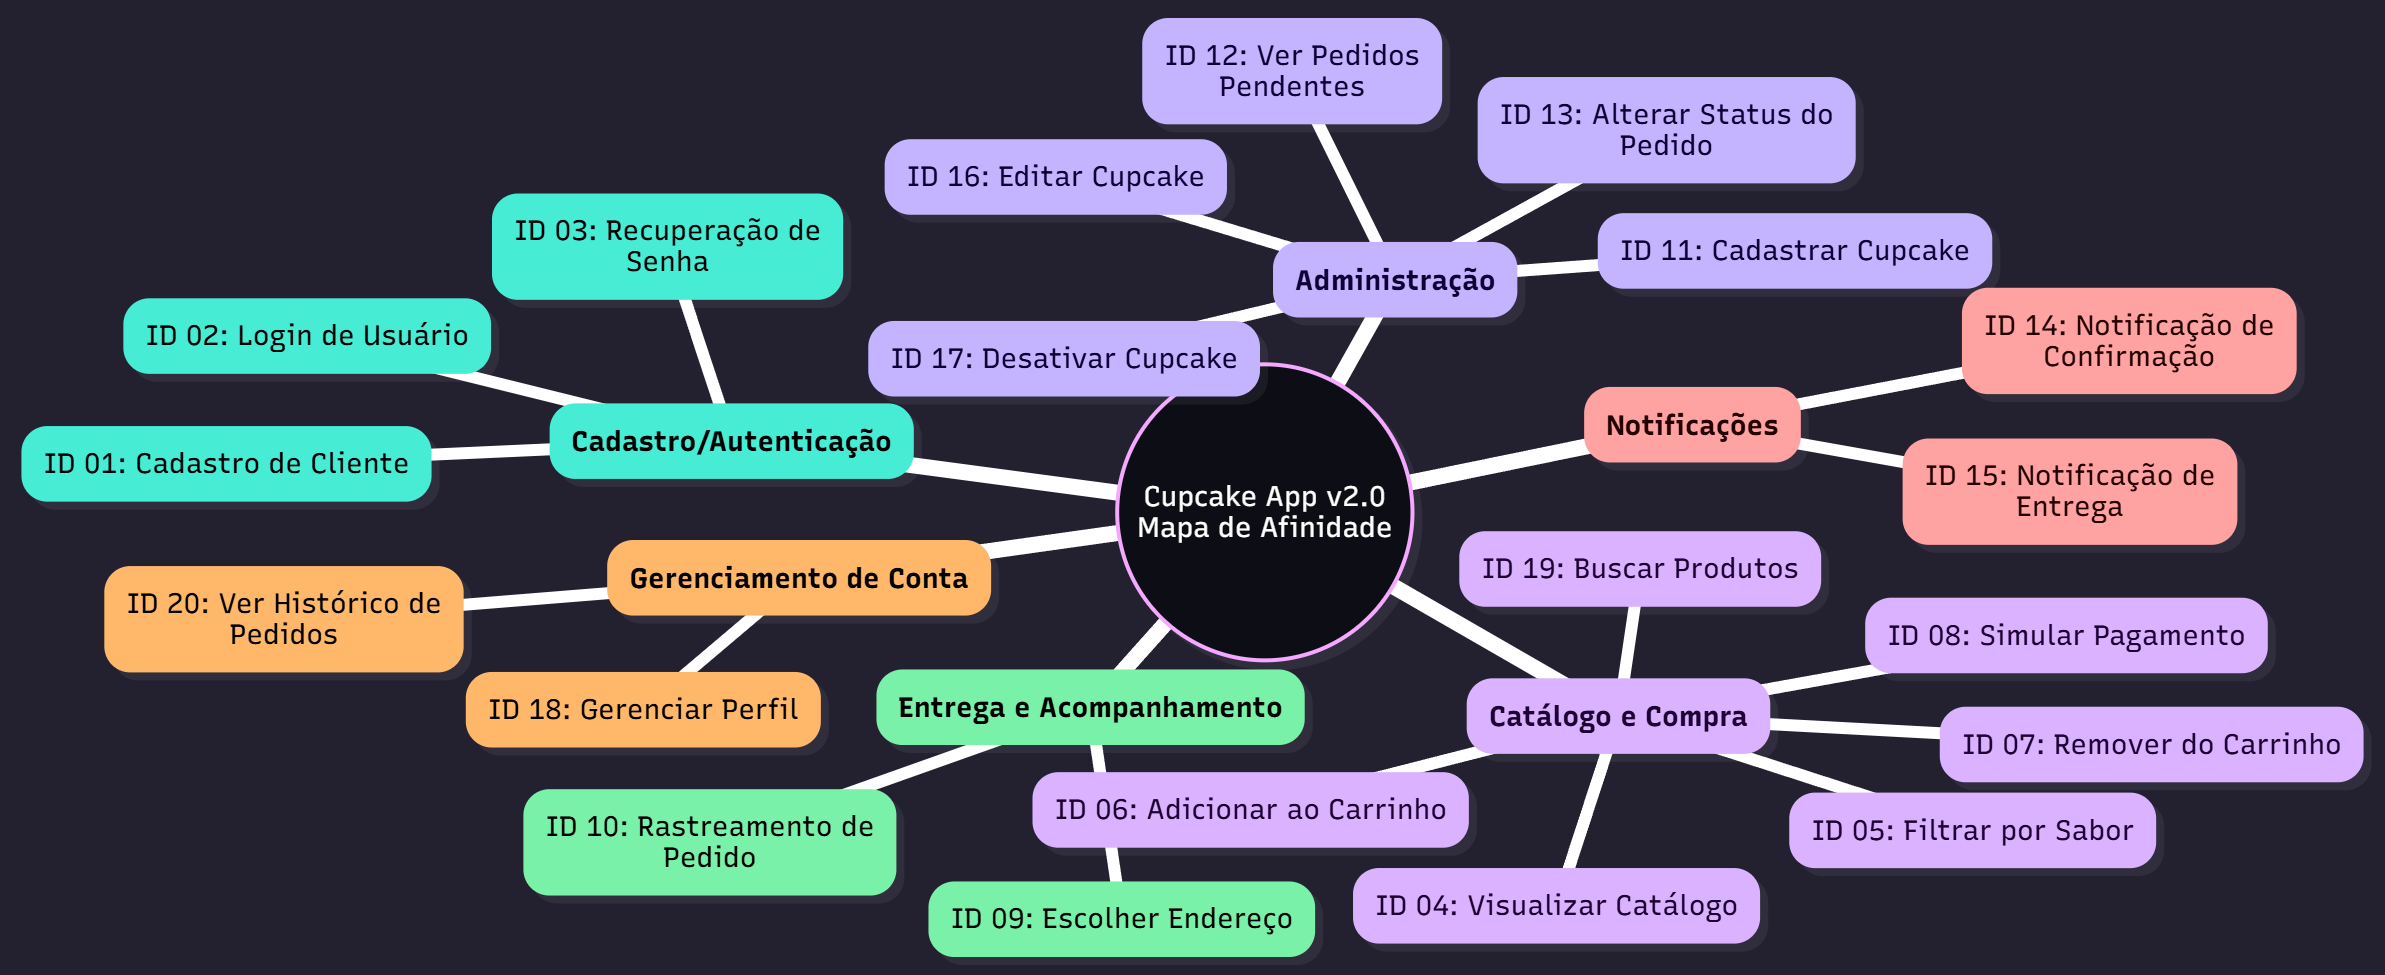 ID 12: Ver Pedidos
Pendentes
ID 13: Alterar Status do
Pedido
ID 16: Editar Cupcake
ID 03: Recuperação de
Senha
ID 11: Cadastrar Cupcake
Administração
ID 02: Login de Usuário
ID 14: Notificação de
Confirmação
ID 17: Desativar Cupcake
Cadastro/Autenticação
Notificações
ID 01: Cadastro de Cliente
ID 15: Notificação de
Entrega
Cupcake App v2.0
Mapa de Afinidade
ID 19: Buscar Produtos
Gerenciamento de Conta
ID 20: Ver Histórico de
Pedidos
ID 08: Simular Pagamento
ID 18: Gerenciar Perfil
Entrega e Acompanhamento
Catálogo e Compra
ID 07: Remover do Carrinho
ID 06: Adicionar ao Carrinho
ID 10: Rastreamento de
Pedido
ID 05: Filtrar por Sabor
ID 09: Escolher Endereço
ID 04: Visualizar Catálogo